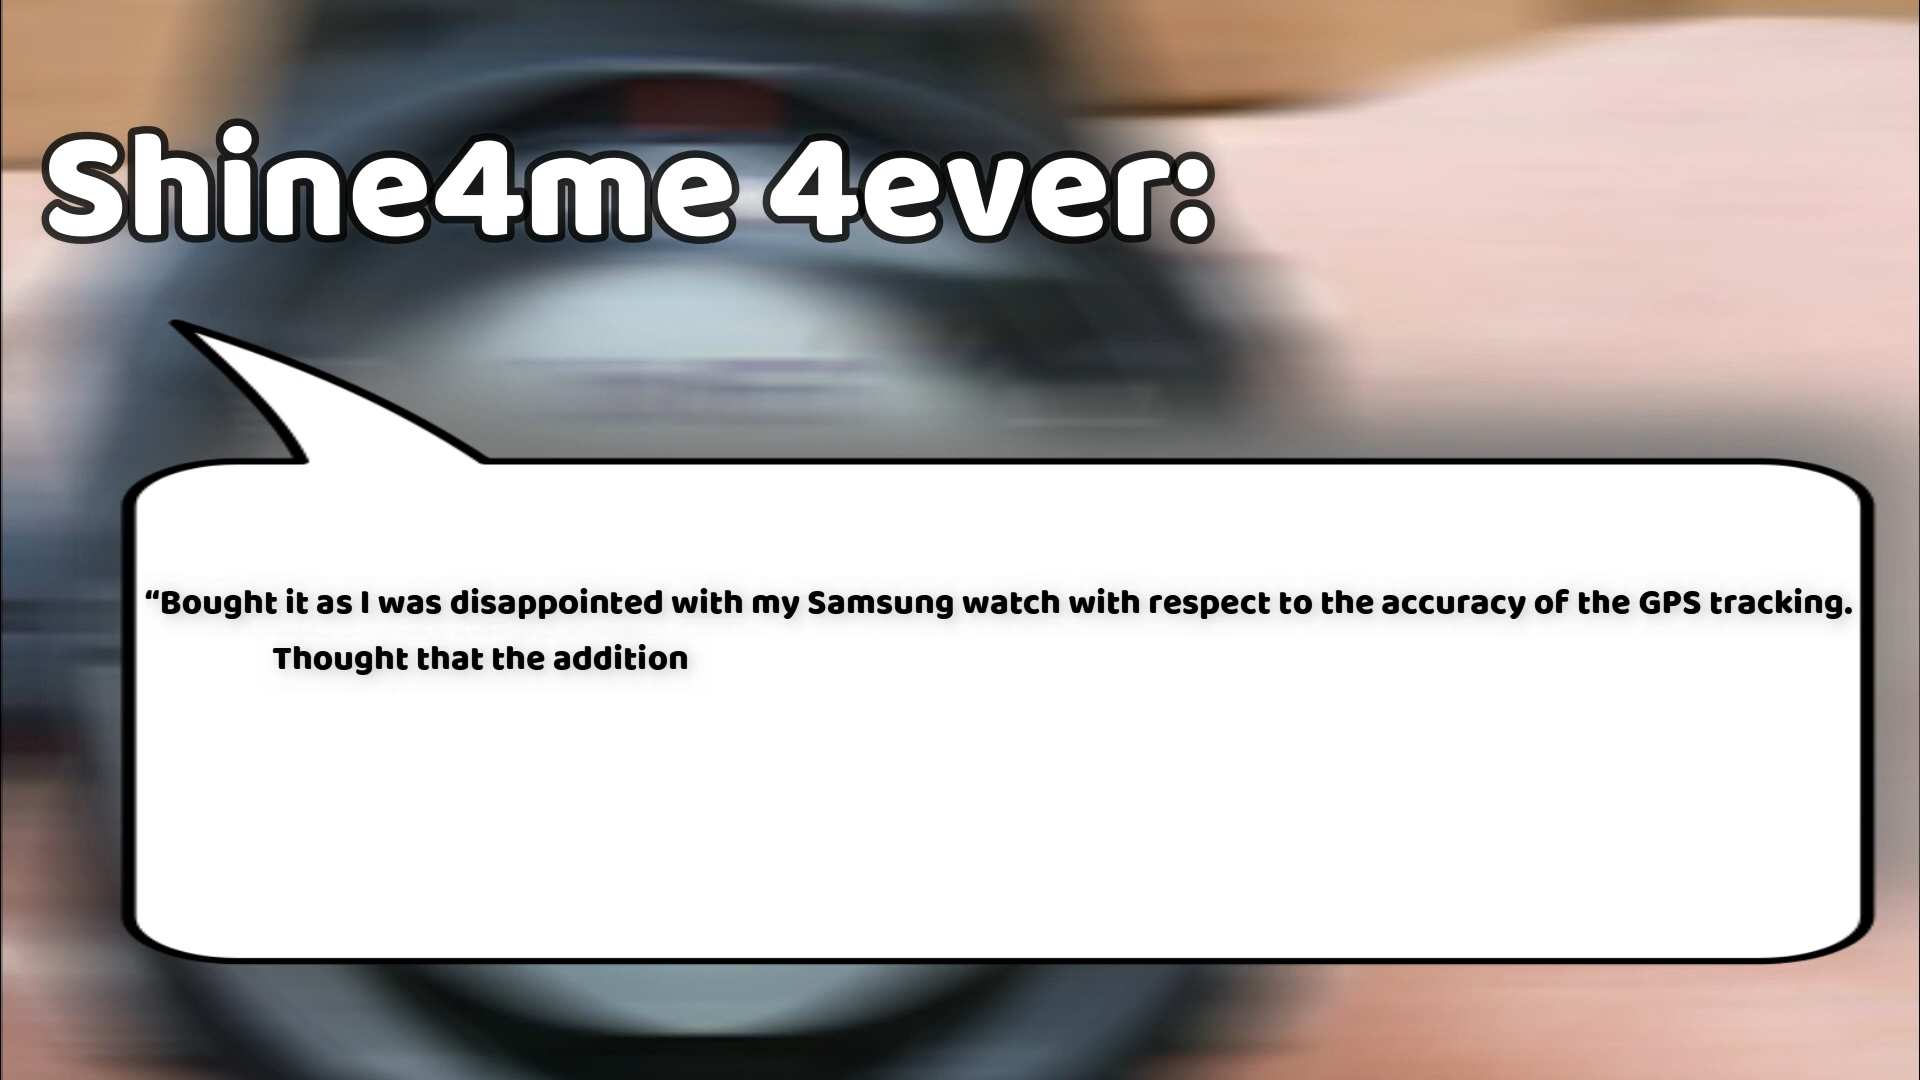 Shine4me 4ever:
“Bought it as I was disappointed with my Samsung watch with respect to the accuracy of the GPS tracking.
Thought that the addition